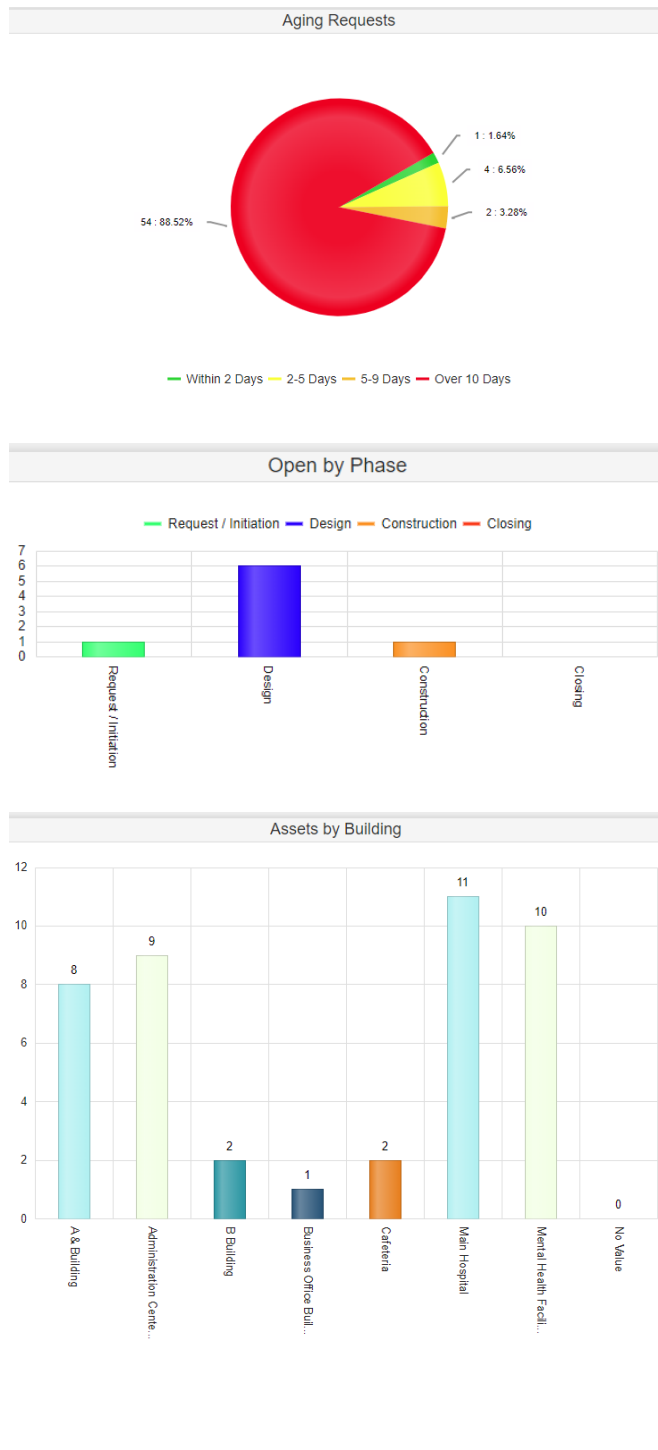 Aging Requests
1 : 1.64%
4 : 6.56%
2 : 3.28%
54 : 88.52%
Within 2 Days 2-5 Days 5-9 Days Over 10 Days
Open by Phase
Request / Initiation Design Construction Closing
7
6
5
4
3
2
1
0
Request / Initiation
Design
Construction
Closing
Assets by Building
12
10
8
6
4
2
0
8
9
2
1
2
11
10
0
A & Building
Administration Cente...
B Building
Business Office Buil...
Cafeteria
Main Hospital
Mental Health Facili...
No Value